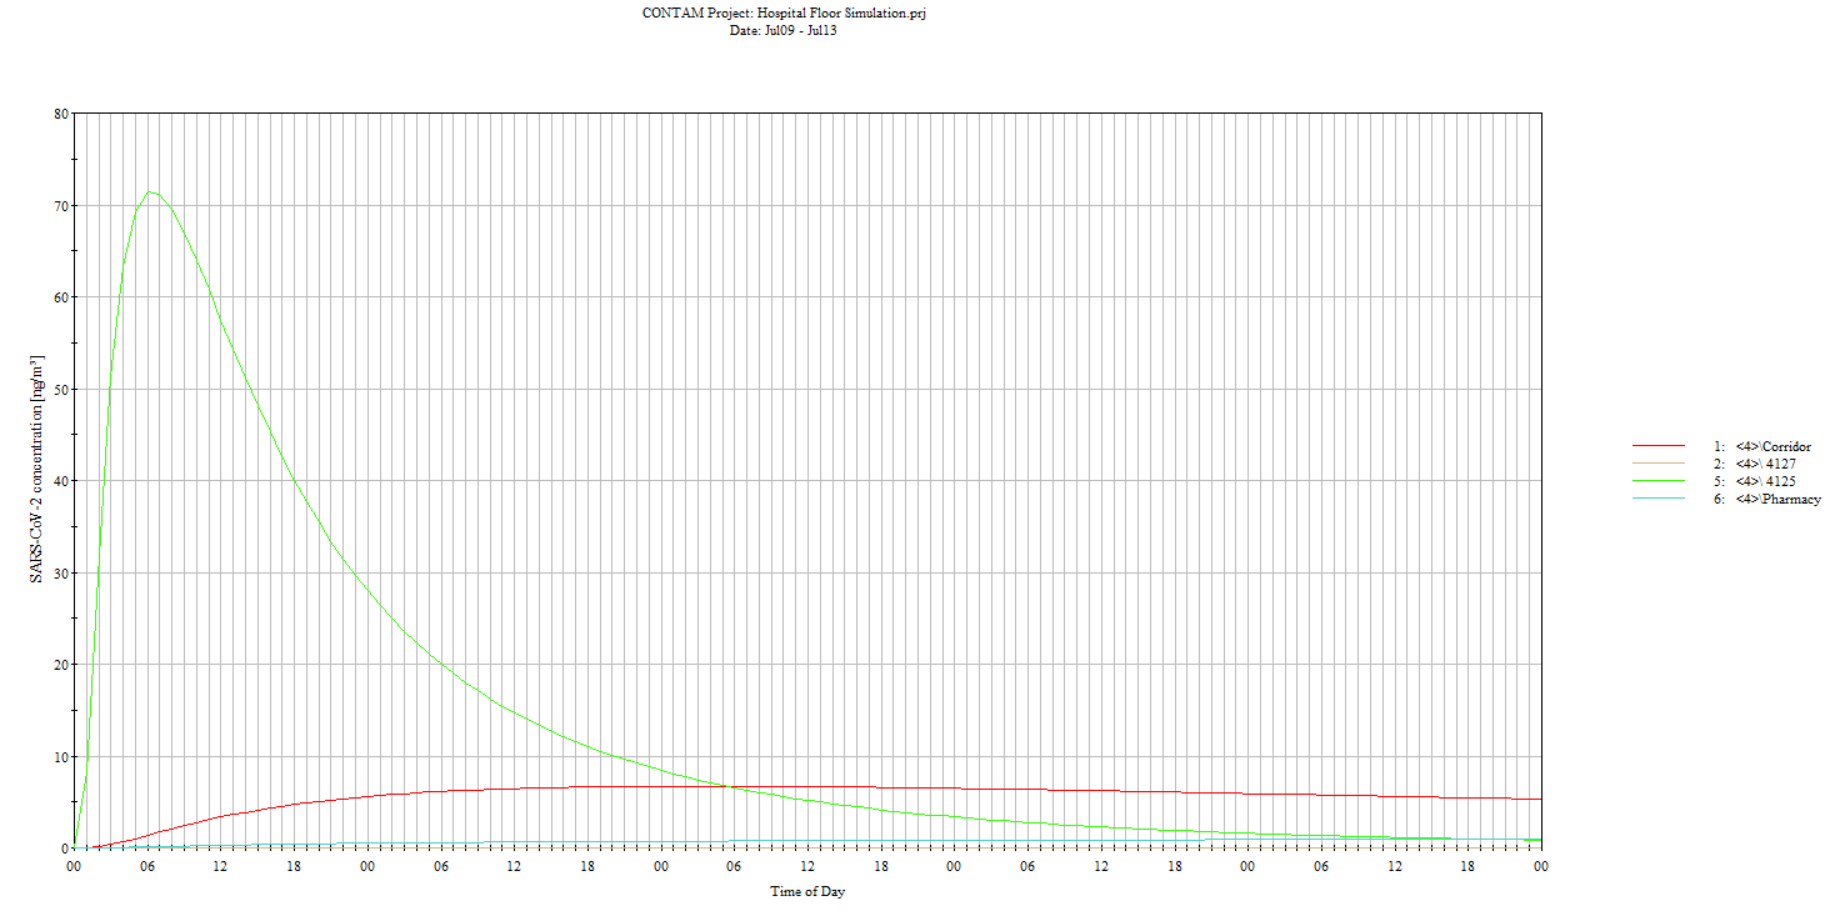 CONTAM Project: Hospital Floor Simulation.prj
Date: Jul09 - Jul13
80
70
60
50
40
30
20
10
0
SARS-CoV-2 concentration [ng/m³]
00 06 12 18 00 06 12 18 00 06 12 18 00 06 12 18 00 06 12 18 00
Time of Day
1: <4>\Corridor
2: <4>\ 4127
5: <4>\ 4125
6: <4>\Pharmacy